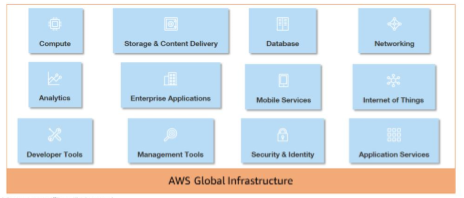 Compute
Storage & Content Delivery
Database
Networking
Analytics
Enterprise Applications
Mobile Services
Internet of Things
Developer Tools
Management Tools
Security & Identity
Application Services
AWS Global Infrastructure